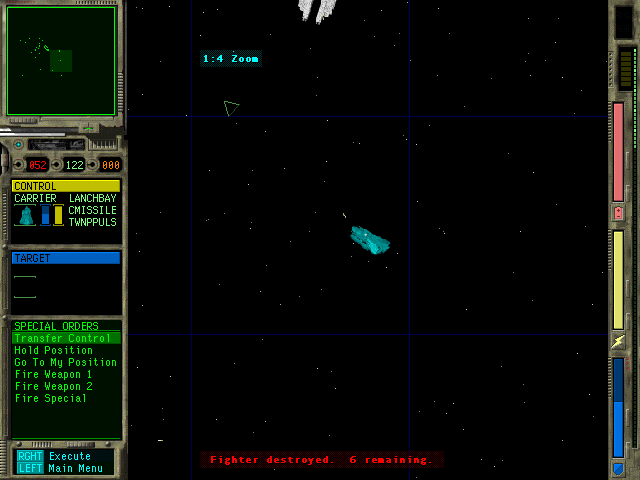 1:4 Zoom
052 122 000
CONTROL
CARRIER LANCHBAY
CMISSILE
TWNPPULS
TARGET
SPECIAL ORDERS
Transfer Control
Hold Position
Go To My Position
Fire Weapon 1
Fire Weapon 2
Fire Special
RGHT Execute
LEFT Main Menu
Fighter destroyed. 6 remaining.